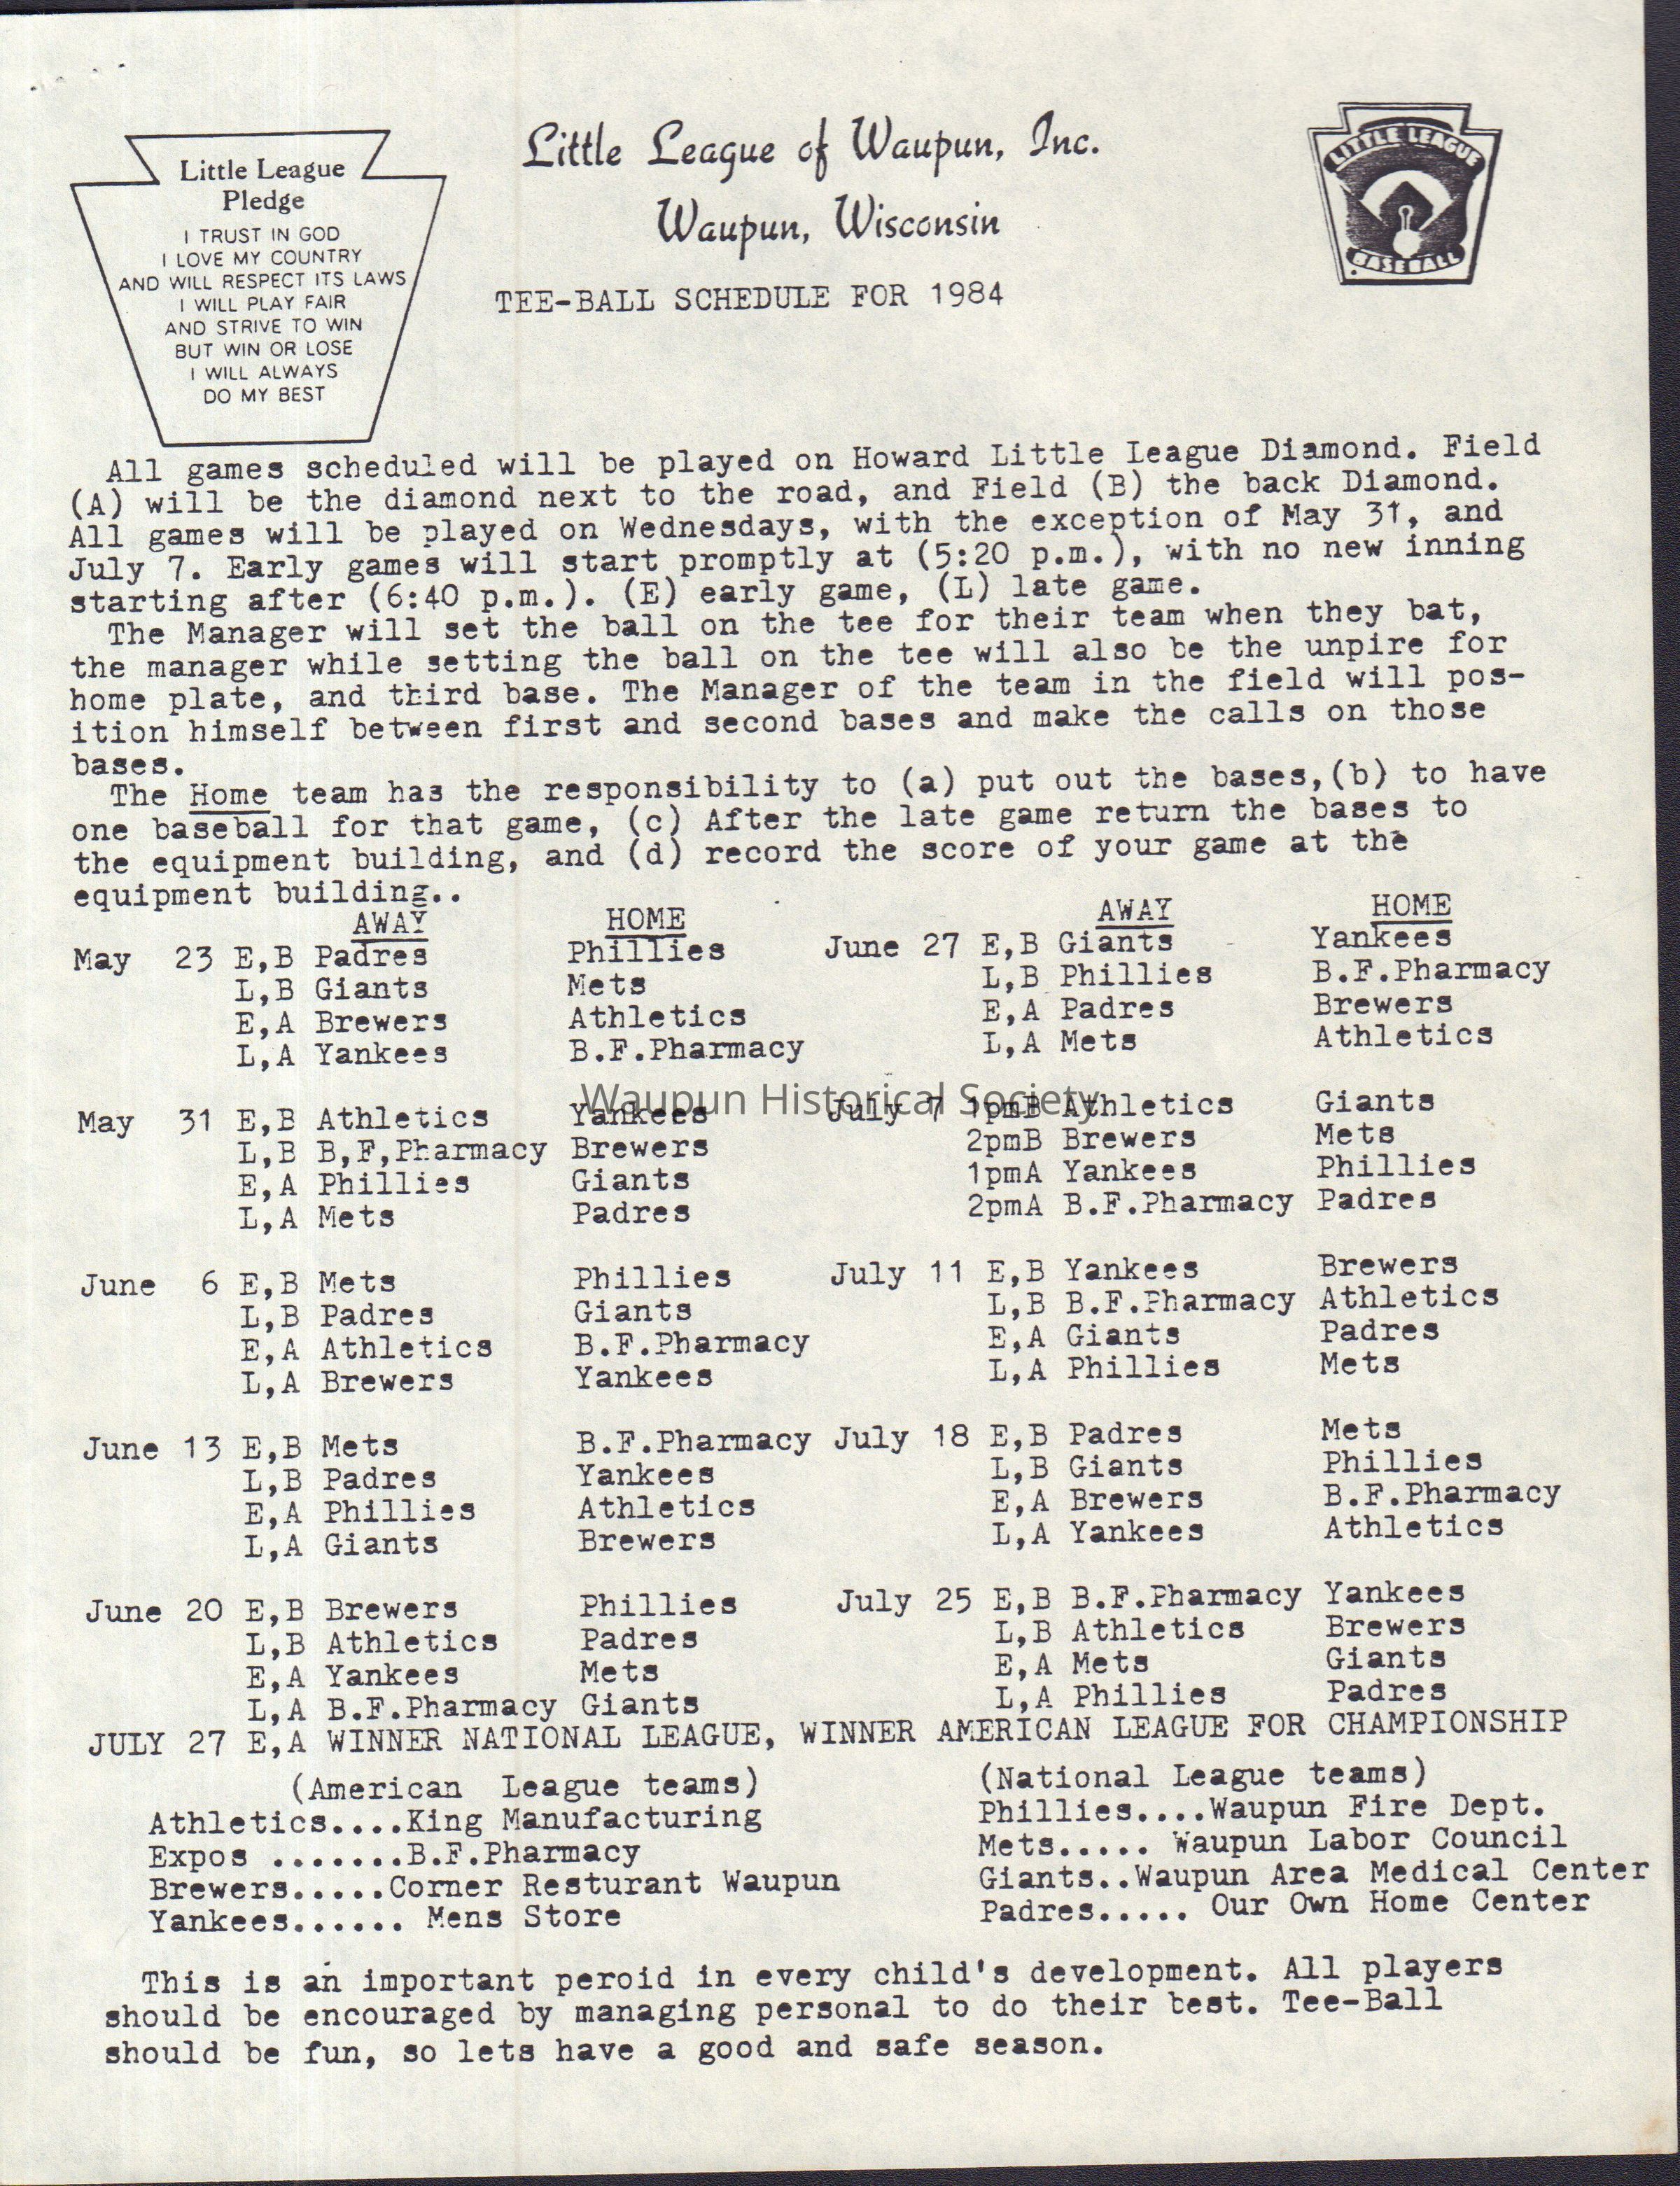 Little League
Pledge
I TRUST IN GOD
I LOVE MY COUNTRY
AND WILL RESPECT ITS LAWS
I WILL PLAY FAIR
AND STRIVE TO WIN
BUT WIN OR LOSE
I WILL ALWAYS
DO MY BEST
Little League of Waupun, Inc.
Waupun, Wisconsin
TEE-BALL SCHEDULE FOR 1984
LITTLE LEAGUE
BASEBALL
All games scheduled will be played on Howard Little League Diamond. Field
(A) will be the diamond next to the road, and Field (B) the back Diamond.
All games will be played on Wednesdays, with the exception of May 31, and
July 7. Early games will start promptly at (5:20 p.m.), with no new inning
starting after (6:40 p.m.). (E) early game, (L) late game.
The Manager will set the ball on the tee for their team when they bat,
the manager while setting the ball on the tee will also be the unpire for
home plate, and third base. The Manager of the team in the field will pos-
ition himself between first and second bases and make the calls on those
bases.
The Home team has the responsibility to (a) put out the bases,(b) to have
one baseball for that game, (c) After the late game return the bases to
the equipment building, and (d) record the score of your game at the
equipment building..
AWAY HOME AWAY HOME
May 23 E,B Padres Phillies June 27 E,B Giants Yankees
L,B Giants Mets L,B Phillies B.F.Pharmacy
E,A Brewers Athletics E,A Padres Brewers
L,A Yankees B.F.Pharmacy L,A Mets Athletics
Waupun Historical Society
May 31 E,B Athletics Yankees July 7 1pmB Athletics Giants
L,B B,F,Pharmacy Brewers 2pmB Brewers Mets
E,A Phillies Giants 1pmA Yankees Phillies
L,A Mets Padres 2pmA B.F.Pharmacy Padres
June 6 E,B Mets Phillies July 11 E,B Yankees Brewers
L,B Padres Giants L,B B.F.Pharmacy Athletics
E,A Athletics B.F.Pharmacy E,A Giants Padres
L,A Brewers Yankees L,A Phillies Mets
June 13 E,B Mets B.F.Pharmacy July 18 E,B Padres Mets
L,B Padres Yankees L,B Giants Phillies
E,A Phillies Athletics E,A Brewers B.F.Pharmacy
L,A Giants Brewers L,A Yankees Athletics
June 20 E,B Brewers Phillies July 25 E,B B.F.Pharmacy Yankees
L,B Athletics Padres L,B Athletics Brewers
E,A Yankees Mets E,A Mets Giants
L,A B.F.Pharmacy Giants L,A Phillies Padres
JULY 27 E,A WINNER NATIONAL LEAGUE, WINNER AMERICAN LEAGUE FOR CHAMPIONSHIP
(American League teams) (National League teams)
Athletics....King Manufacturing Phillies....Waupun Fire Dept.
Expos .......B.F.Pharmacy Mets..... Waupun Labor Council
Brewers.....Corner Resturant Waupun Giants..Waupun Area Medical Center
Yankees...... Mens Store Padres..... Our Own Home Center
This is an important peroid in every child's development. All players
should be encouraged by managing personal to do their best. Tee-Ball
should be fun, so lets have a good and safe season.